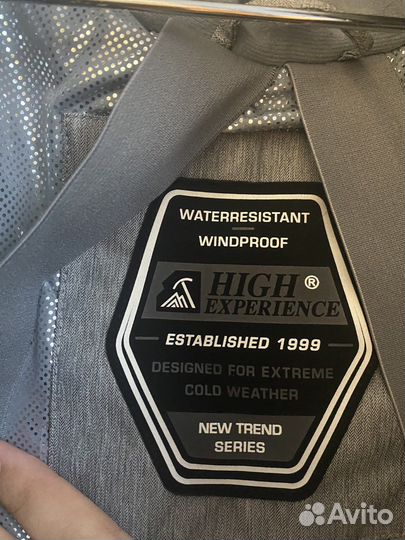 WATERRESISTANT
WINDPROOF
HIGH ®
EXPERIENCE
ESTABLISHED 1999
DESIGNED FOR EXTREME
COLD WEATHER
NEW TREND
SERIES
Avito